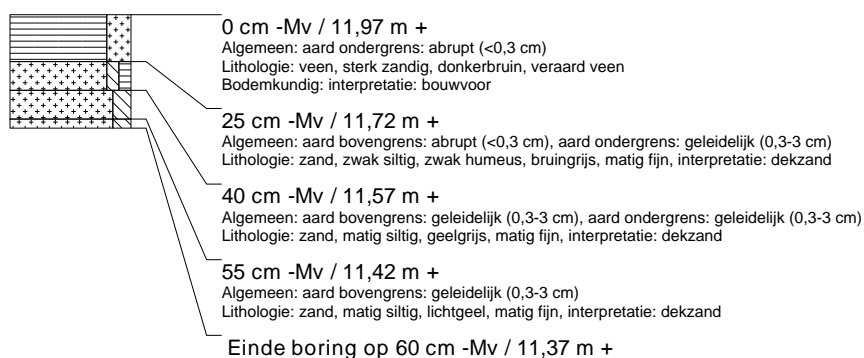 0 cm -Mv / 11,97 m +
Algemeen: aard ondergrens: abrupt (<0,3 cm)
Lithologie: veen, sterk zandig, donkerbruin, veraard veen
Bodemkundig: interpretatie: bouwvoor
25 cm -Mv / 11,72 m +
Algemeen: aard bovengrens: abrupt (<0,3 cm), aard ondergrens: geleidelijk (0,3-3 cm)
Lithologie: zand, zwak siltig, zwak humeus, bruingrijs, matig fijn, interpretatie: dekzand
40 cm -Mv / 11,57 m +
Algemeen: aard bovengrens: geleidelijk (0,3-3 cm), aard ondergrens: geleidelijk (0,3-3 cm)
Lithologie: zand, matig siltig, geelgrijs, matig fijn, interpretatie: dekzand
55 cm -Mv / 11,42 m +
Algemeen: aard bovengrens: geleidelijk (0,3-3 cm)
Lithologie: zand, matig siltig, lichtgeel, matig fijn, interpretatie: dekzand
Einde boring op 60 cm -Mv / 11,37 m +